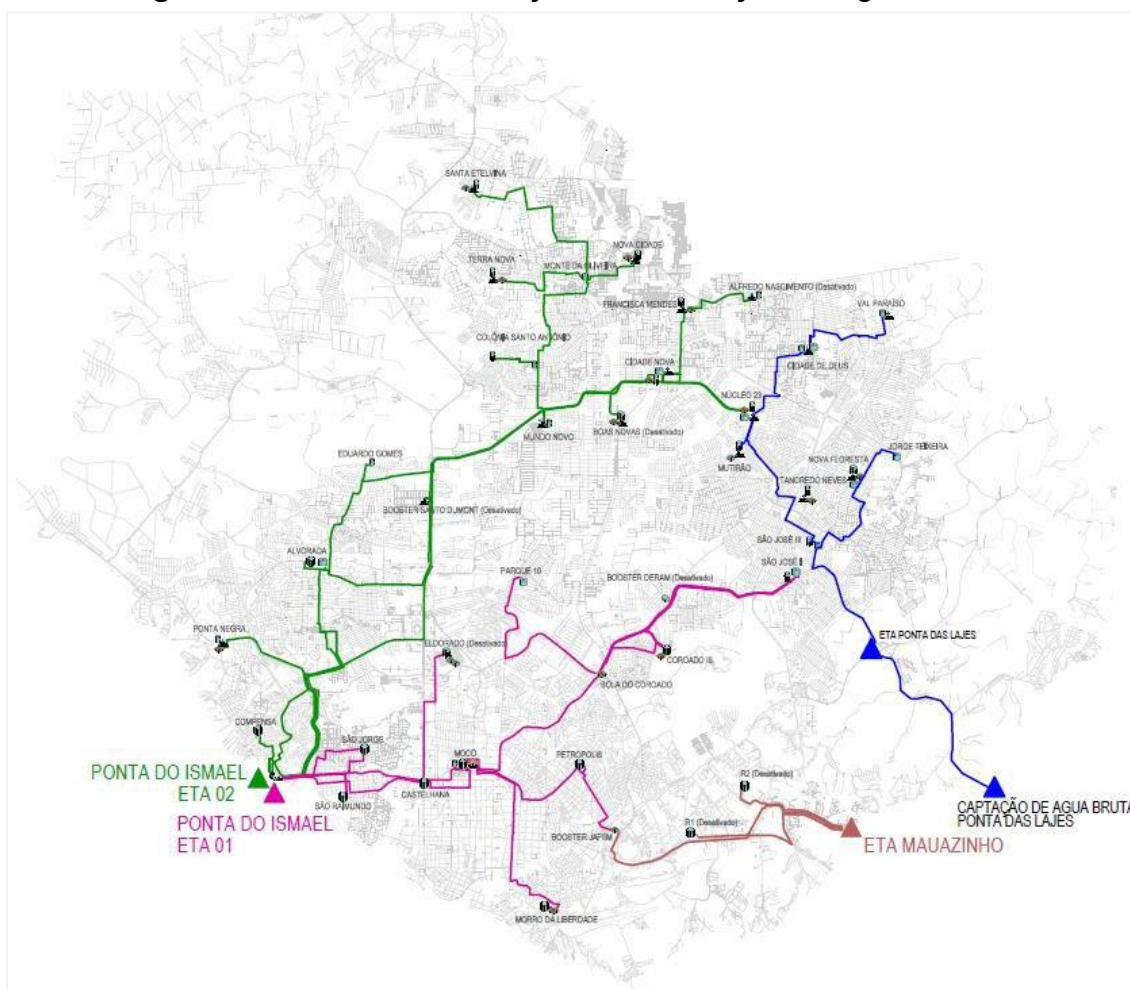 SANTA ETELVINA
NOVA CIDADE
TERRA NOVA
MONTE DA OLIVEIRA
ALFREDO NASCIMENTO (Desativado)
FRANCISCA MENDES
VAL PARAÍSO
COLÔNIA SANTO ANTÔNIO
CIDADE NOVA
CIDADE DE DEUS
NÚCLEO 23
MUNDO NOVO
BOAS NOVAS (Desativado)
JORGE TEIXEIRA
EDUARDO GOMES
MUTIRÃO
NOVA FLORESTA
TANCREDO NEVES
BOOSTER SANTO DUMONT (Desativado)
SÃO JOSÉ III
ALVORADA
PARQUE 10
BOOSTER DERAM (Desativado)
SÃO JOSÉ II
PONTA NEGRA
ELDORADO (Desativado)
COROADO III
ETA PONTA DAS LAJES
BOLA DO COROADO
COMPENSA
SÃO JORGE
MOCÓ
PETROPOLIS
PONTA DO ISMAEL
ETA 02
R2 (Desativado)
SÃO RAIMUNDO
CASTELHANA
CAPTAÇÃO DE AGUA BRUTA
PONTA DAS LAJES
PONTA DO ISMAEL
ETA 01
R1 (Desativado)
BOOSTER JAPIIM
ETA MAUAZINHO
MORRO DA LIBERDADE